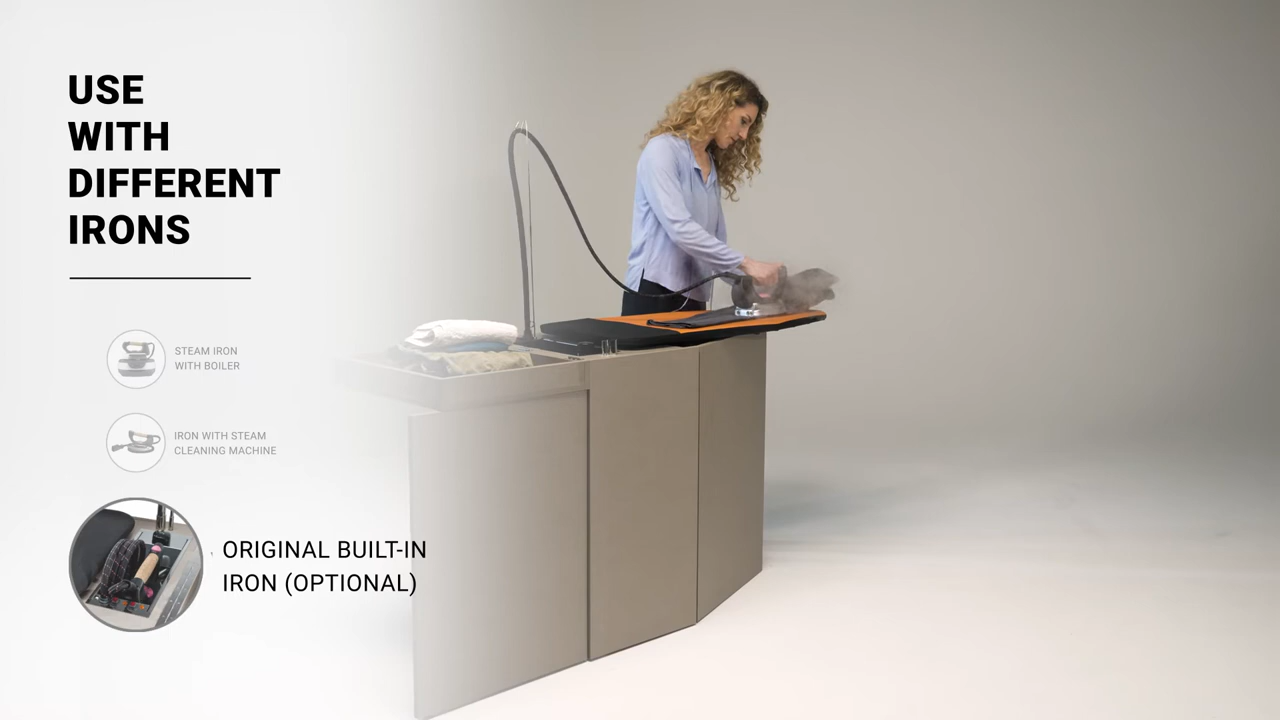 USE
WITH
DIFFERENT
IRONS
STEAM IRON
WITH BOILER
IRON WITH STEAM
CLEANING MACHINE
ORIGINAL BUILT-IN
IRON (OPTIONAL)